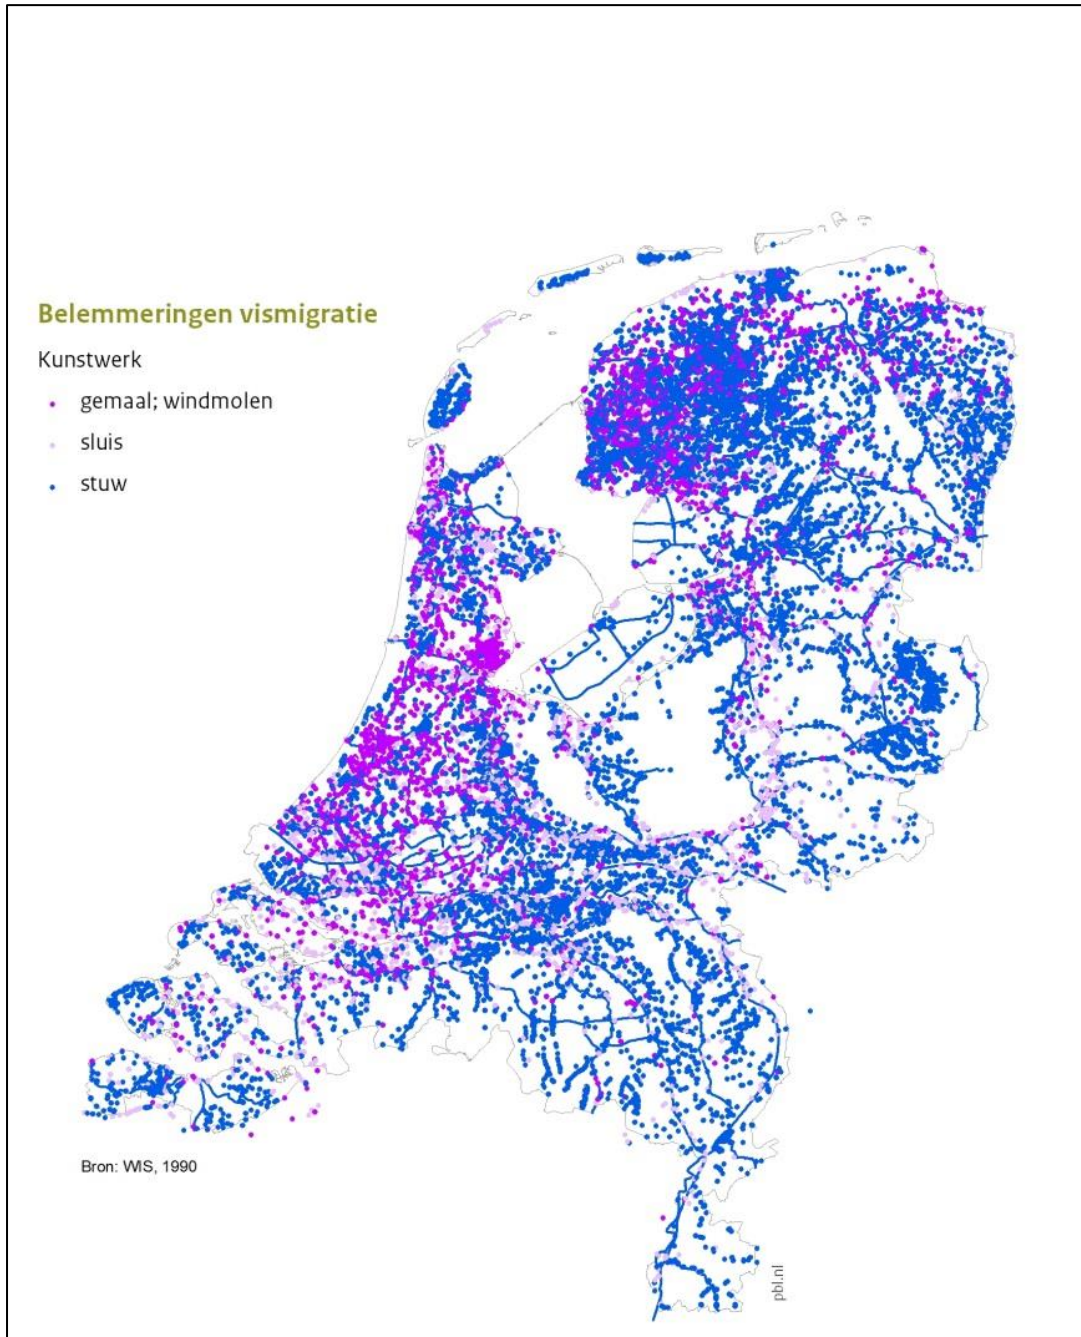 Belemmeringen vismigratie
Kunstwerk
gemaal; windmolen
sluis
stuw
Bron: WIS, 1990
pbl.nl